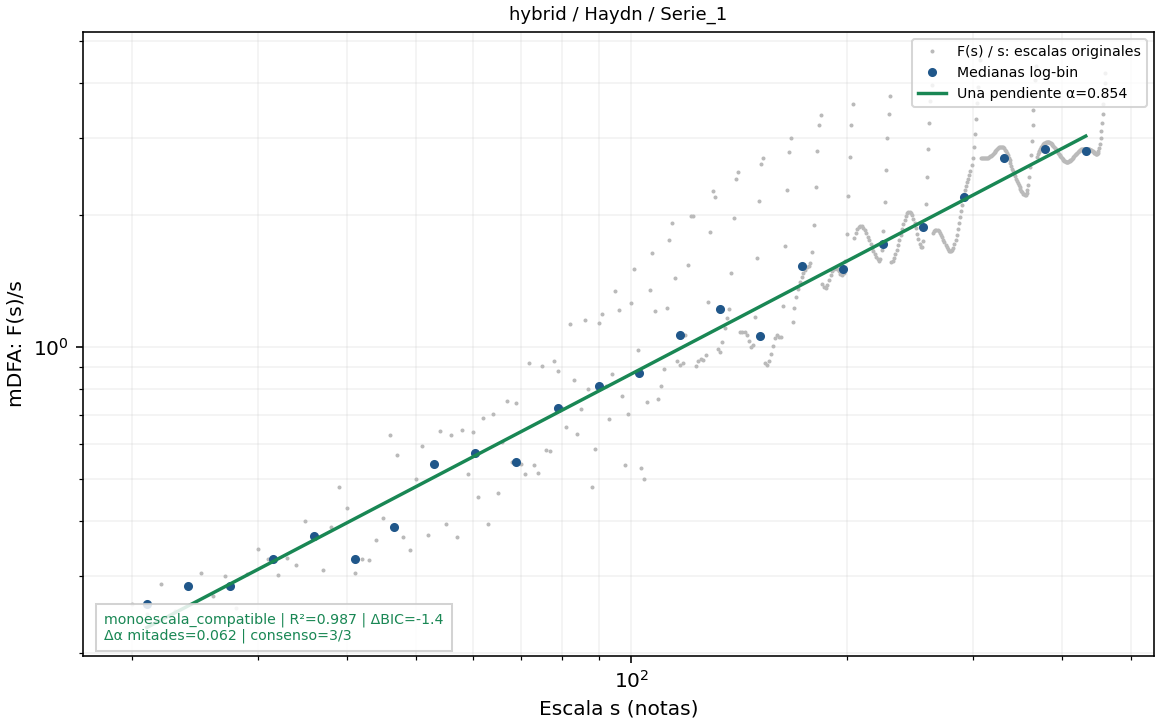 hybrid / Haydn / Serie_1
F(s) / s: escalas originales
Medianas log-bin
Una pendiente α=0.854
mDFA: F(s)/s
10⁰
monoescala_compatible | R²=0.987 | ΔBIC=-1.4
Δα mitades=0.062 | consenso=3/3
10²
Escala s (notas)